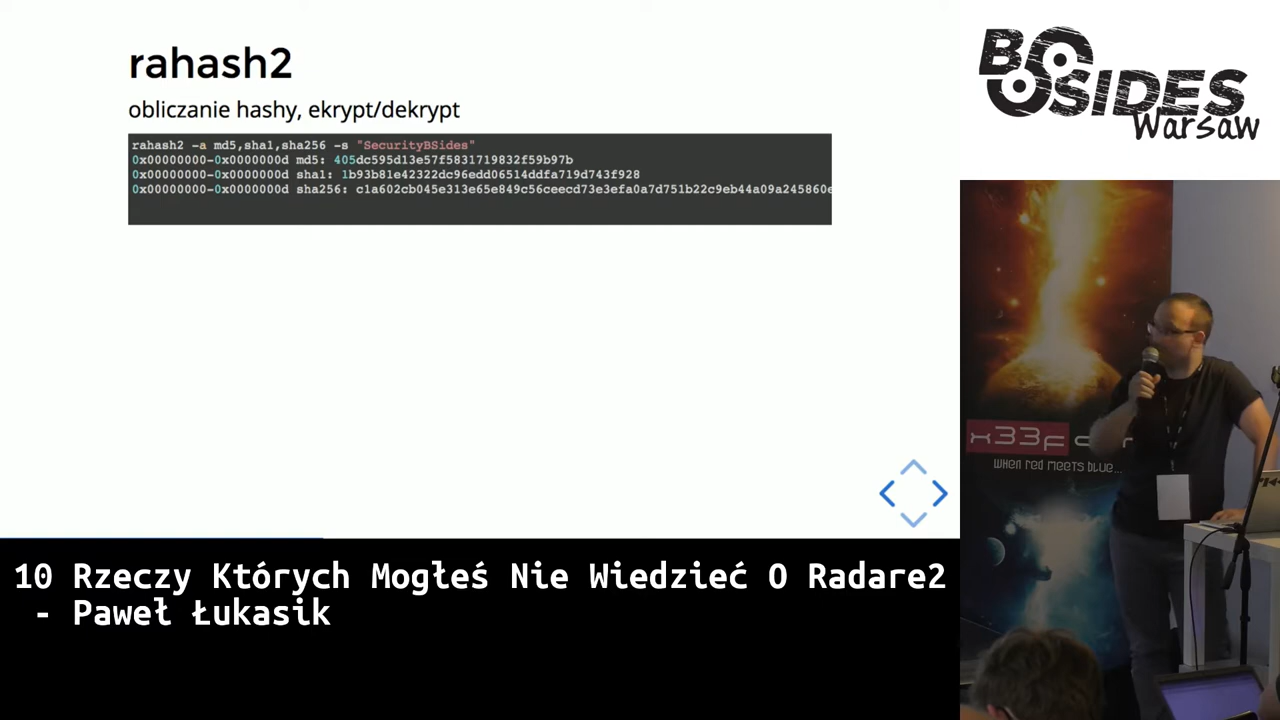 rahash2
obliczanie hashy, ekrypt/dekrypt
rahash2 -a md5,sha1,sha256 -s "SecurityBSides"
0x00000000-0x0000000d md5: 405dc595d13e57f5831719832f59b97b
0x00000000-0x0000000d sha1: 1b93b81e42322dc96edd06514ddfa719d743f928
0x00000000-0x0000000d sha256: c1a602cb045e313e65e849c56ceecd73e3efa0a7d751b22c9eb44a09a245860e
BSIDES
Warsaw
x33fcon
when red meets blue...
10 Rzeczy Których Mogłeś Nie Wiedzieć O Radare2
- Paweł Łukasik